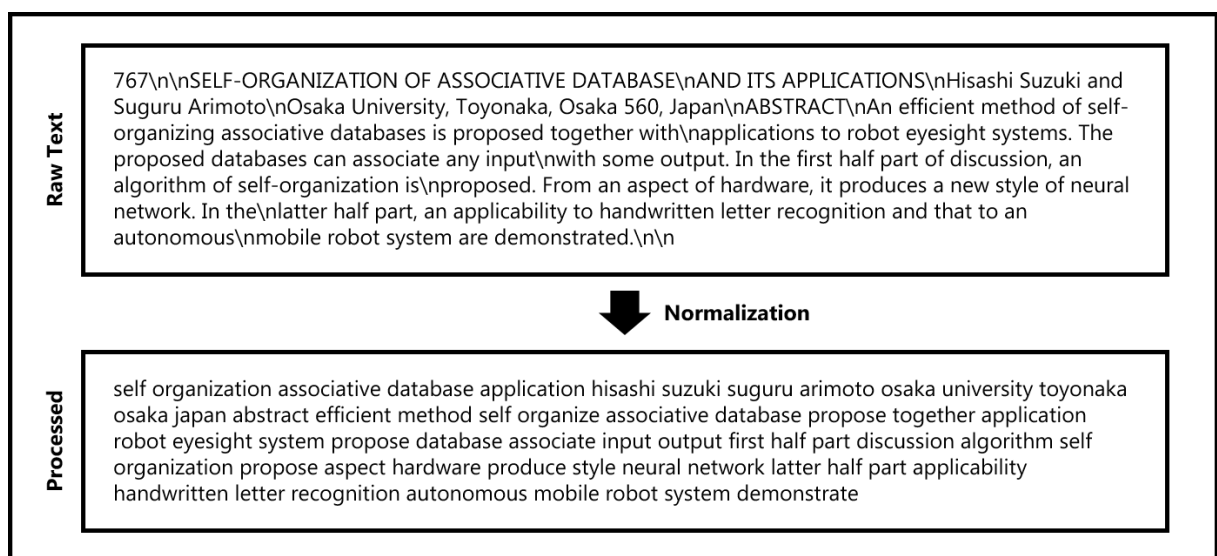 Raw Text
767\n\nSELF-ORGANIZATION OF ASSOCIATIVE DATABASE\nAND ITS APPLICATIONS\nHisashi Suzuki and
Suguru Arimoto\nOsaka University, Toyonaka, Osaka 560, Japan\nABSTRACT\nAn efficient method of self-
organizing associative databases is proposed together with\napplications to robot eyesight systems. The
proposed databases can associate any input\nwith some output. In the first half part of discussion, an
algorithm of self-organization is\nproposed. From an aspect of hardware, it produces a new style of neural
network. In the\nlatter half part, an applicability to handwritten letter recognition and that to an
autonomous\nmobile robot system are demonstrated.\n\n
Normalization
Processed
self organization associative database application hisashi suzuki suguru arimoto osaka university toyonaka
osaka japan abstract efficient method self organize associative database propose together application
robot eyesight system propose database associate input output first half part discussion algorithm self
organization propose aspect hardware produce style neural network latter half part applicability
handwritten letter recognition autonomous mobile robot system demonstrate